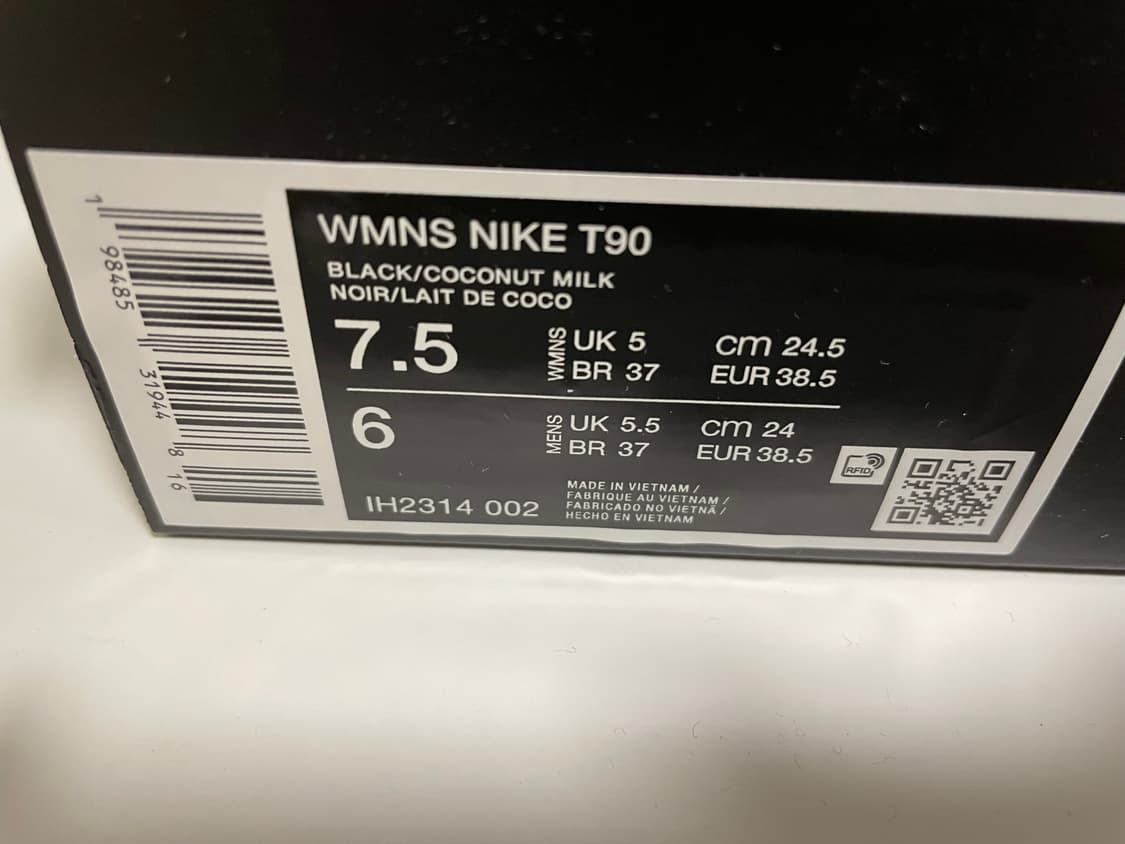 WMNS NIKE T90
BLACK/COCONUT MILK
NOIR/LAIT DE COCO
7.5
WMNS
UK 5
cm 24.5
BR 37
EUR 38.5
6
MENS
UK 5.5
cm 24
BR 37
EUR 38.5
IH2314 002
MADE IN VIETNAM /
FABRIQUE AU VIETNAM /
FABRICADO NO VIETNÃ /
HECHO EN VIETNAM
RFID
1 98485 31944 8 16